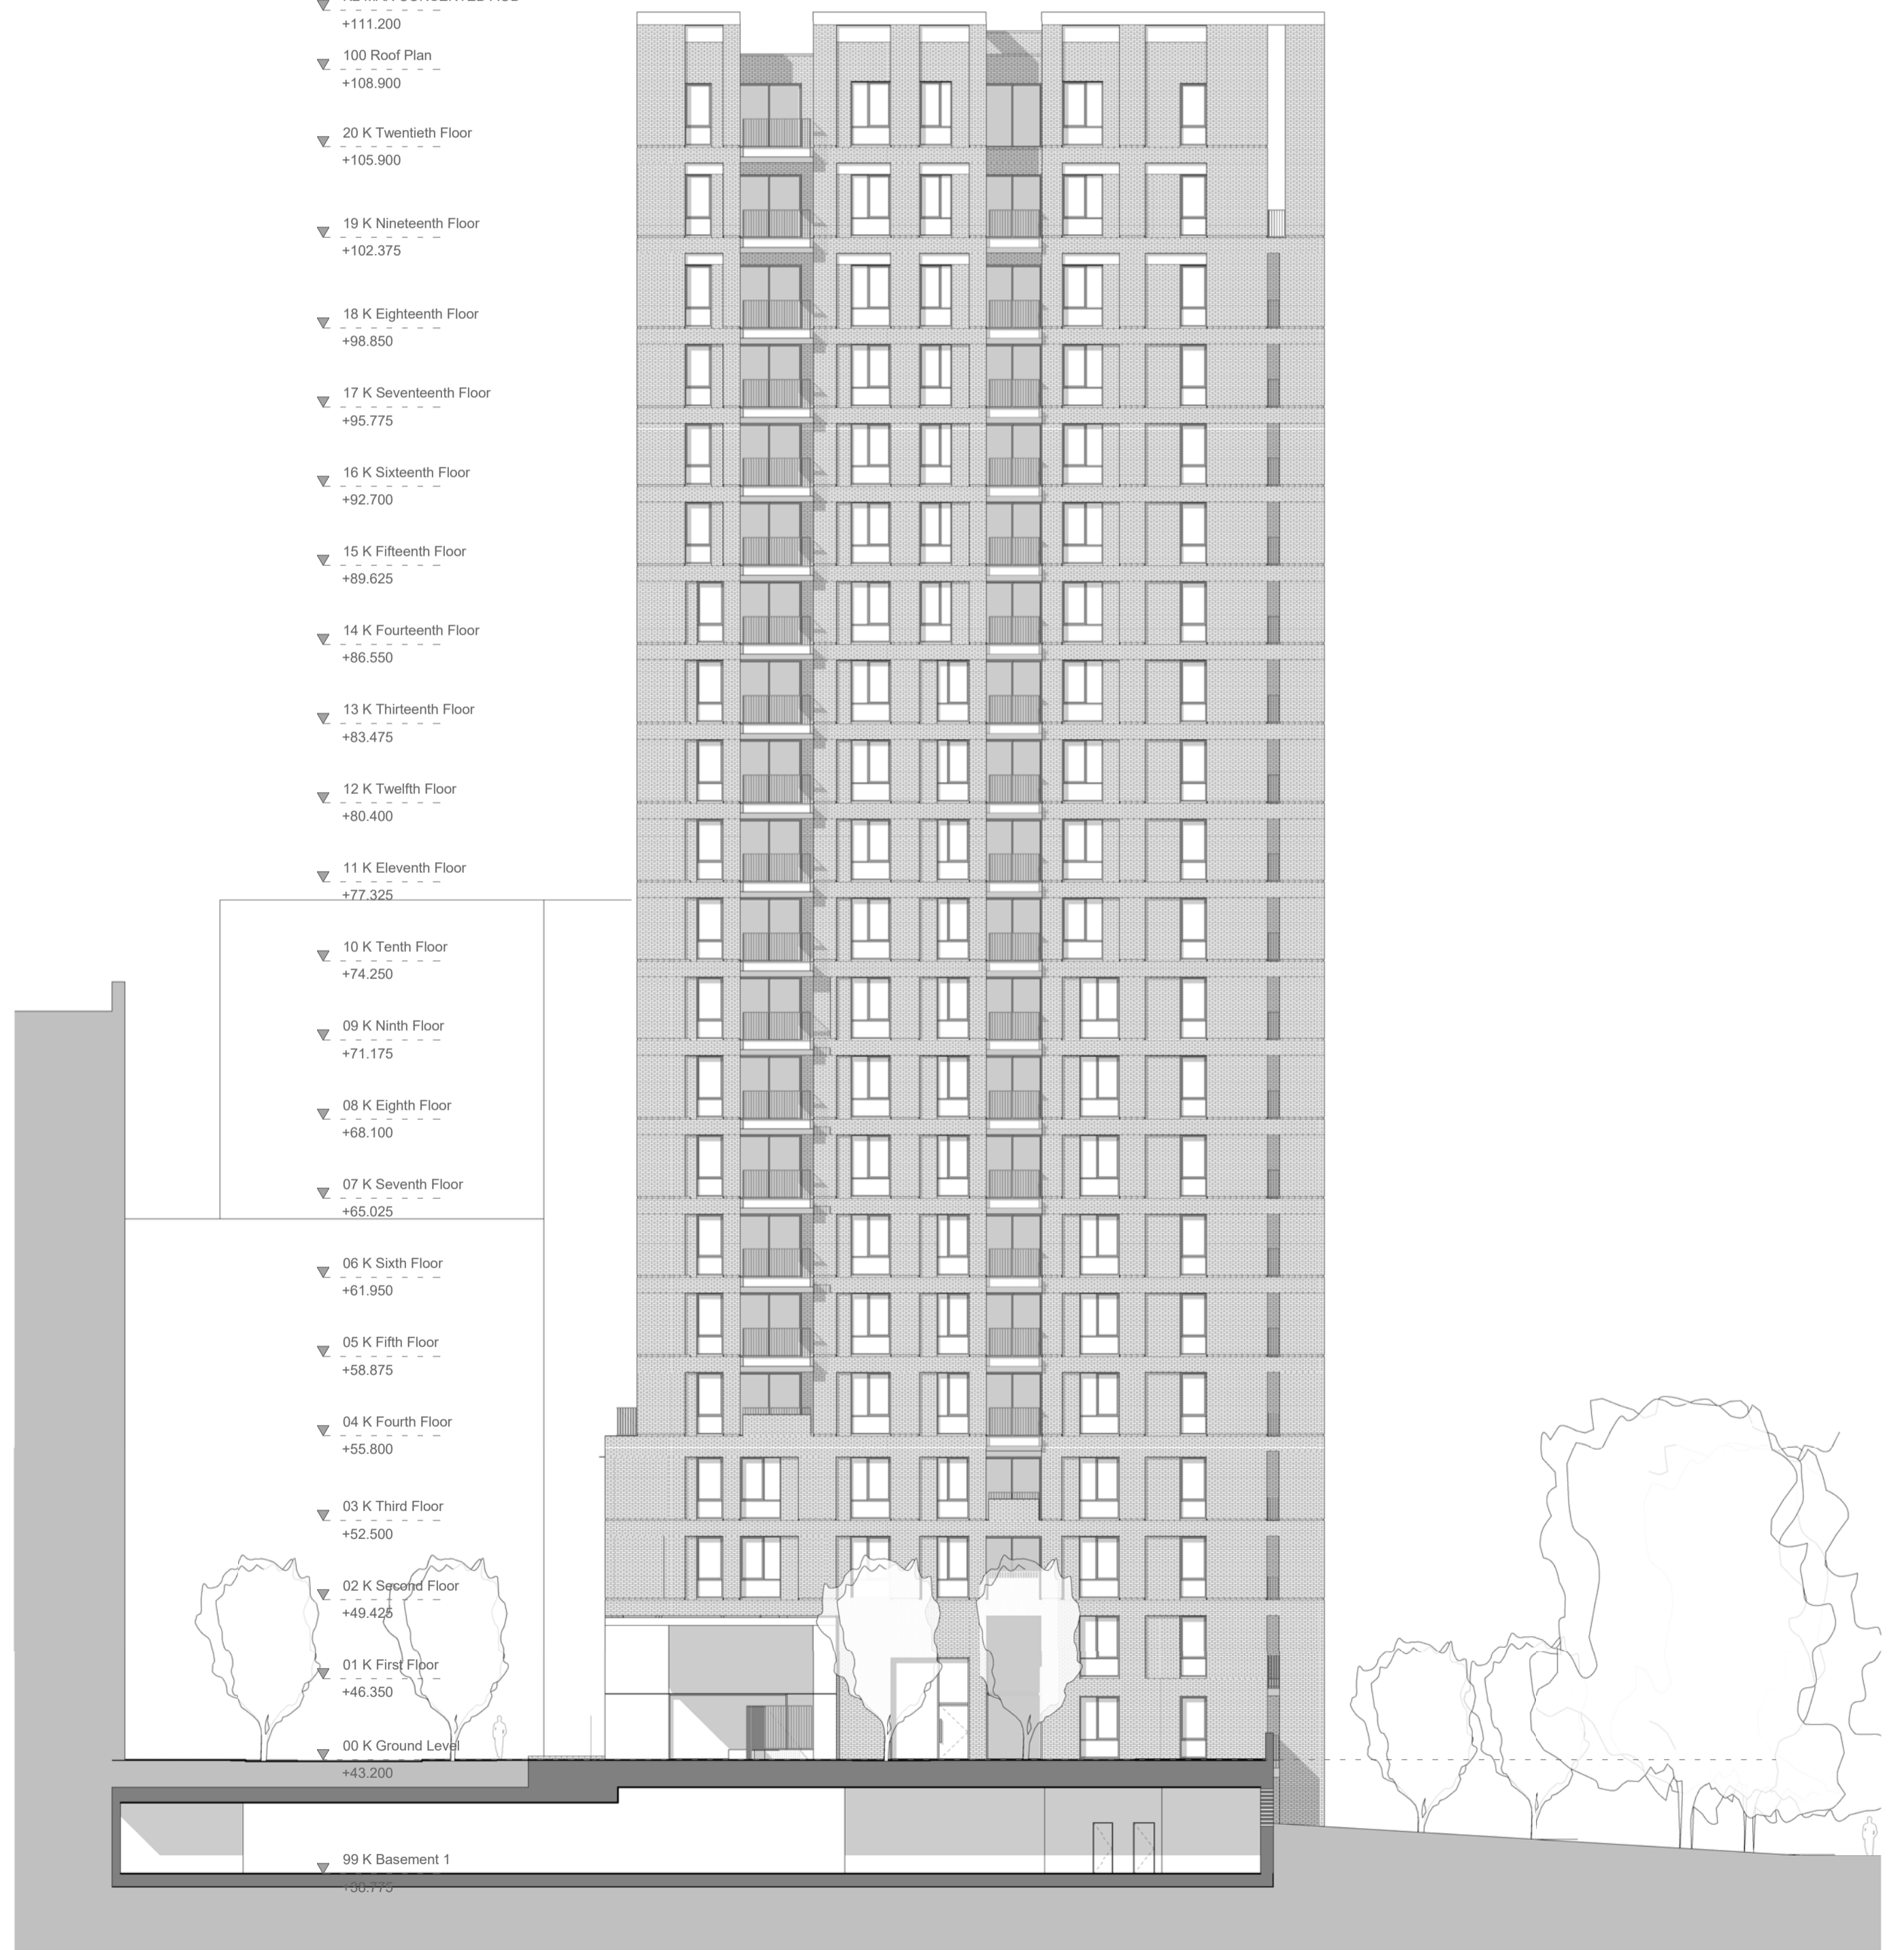 +111.200
100 Roof Plan
+108.900
20 K Twentieth Floor
+105.900
19 K Nineteenth Floor
+102.375
18 K Eighteenth Floor
+98.850
17 K Seventeenth Floor
+95.775
16 K Sixteenth Floor
+92.700
15 K Fifteenth Floor
+89.625
14 K Fourteenth Floor
+86.550
13 K Thirteenth Floor
+83.475
12 K Twelfth Floor
+80.400
11 K Eleventh Floor
+77.325
10 K Tenth Floor
+74.250
09 K Ninth Floor
+71.175
08 K Eighth Floor
+68.100
07 K Seventh Floor
+65.025
06 K Sixth Floor
+61.950
05 K Fifth Floor
+58.875
04 K Fourth Floor
+55.800
03 K Third Floor
+52.500
02 K Second Floor
+49.425
01 K First Floor
+46.350
00 K Ground Level
+43.200
99 K Basement 1
+38.775